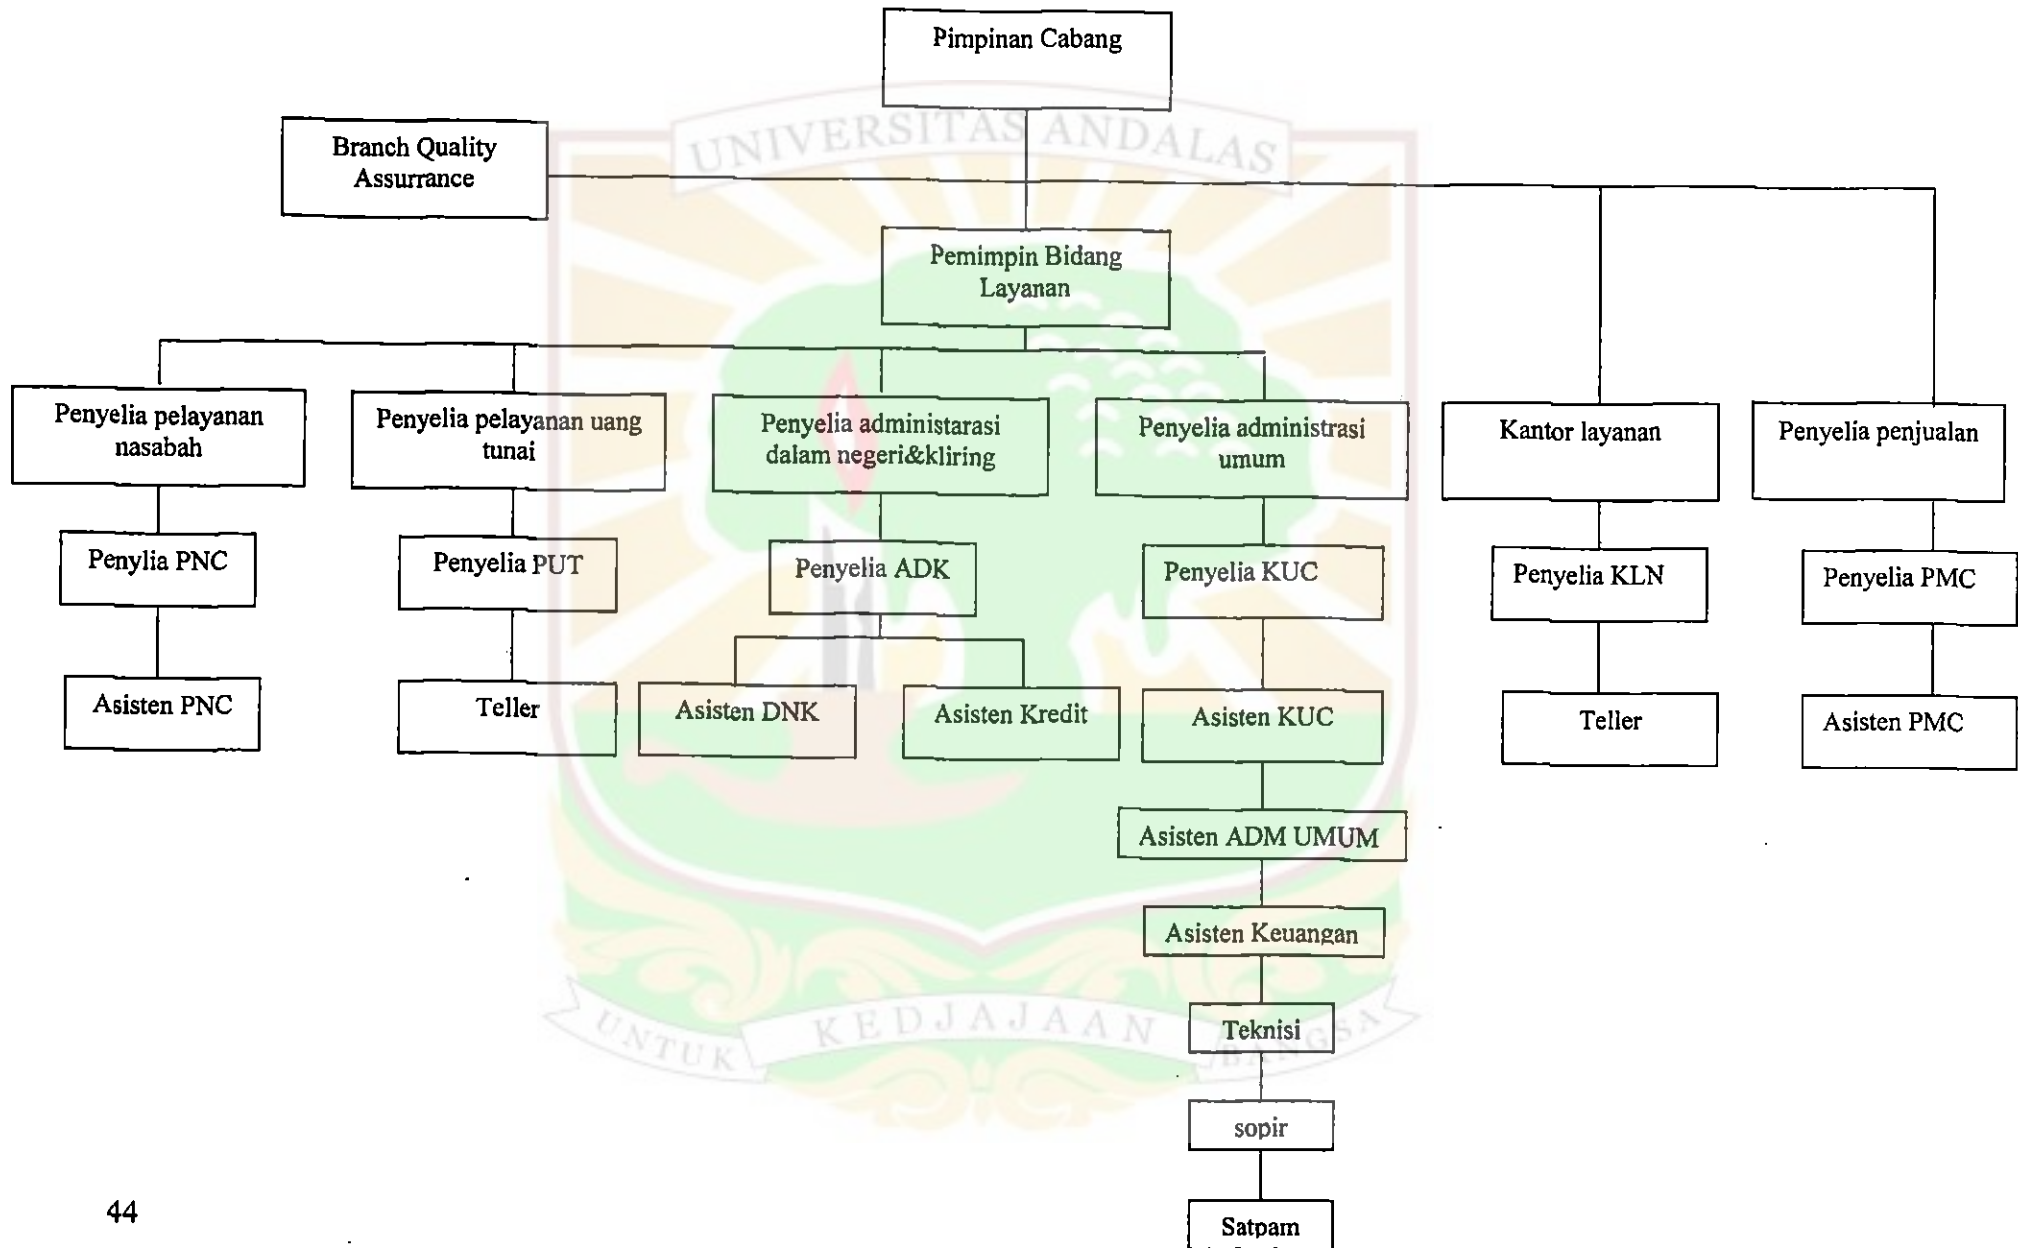 Pimpinan Cabang
UNIVERSITAS ANDALAS
Branch Quality
Assurrance
Pemimpin Bidang
Layanan
Penyelia pelayanan
nasabah
Penyelia pelayanan uang
tunai
Penyelia administarasi
dalam negeri&kliring
Penyelia administrasi
umum
Kantor layanan
Penyelia penjualan
Penylia PNC
Penyelia PUT
Penyelia ADK
Penyelia KUC
Penyelia KLN
Penyelia PMC
Asisten PNC
Teller
Asisten DNK
Asisten Kredit
Asisten KUC
Teller
Asisten PMC
Asisten ADM UMUM
Asisten Keuangan
Teknisi
UNTUK KEDJAJAAN BANGSA
sopir
Satpam
44